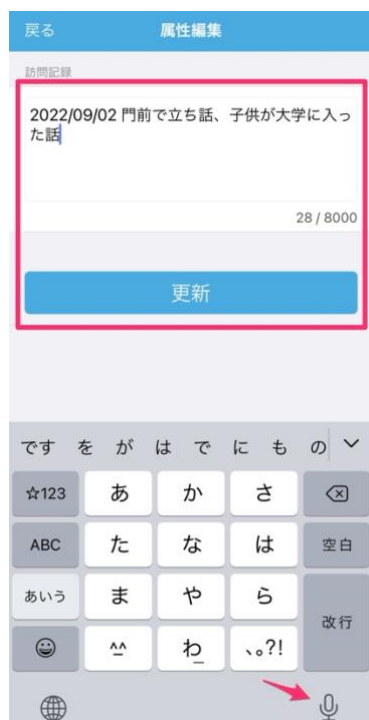 戻る 属性編集
訪問記録
2022/09/02 門前で立ち話、子供が大学に入っ
た話
28 / 8000
更新
です を が は で に も の
☆123 あ か さ
ABC た な は 空白
あいう ま や ら
改行
^^ わ 、。?!